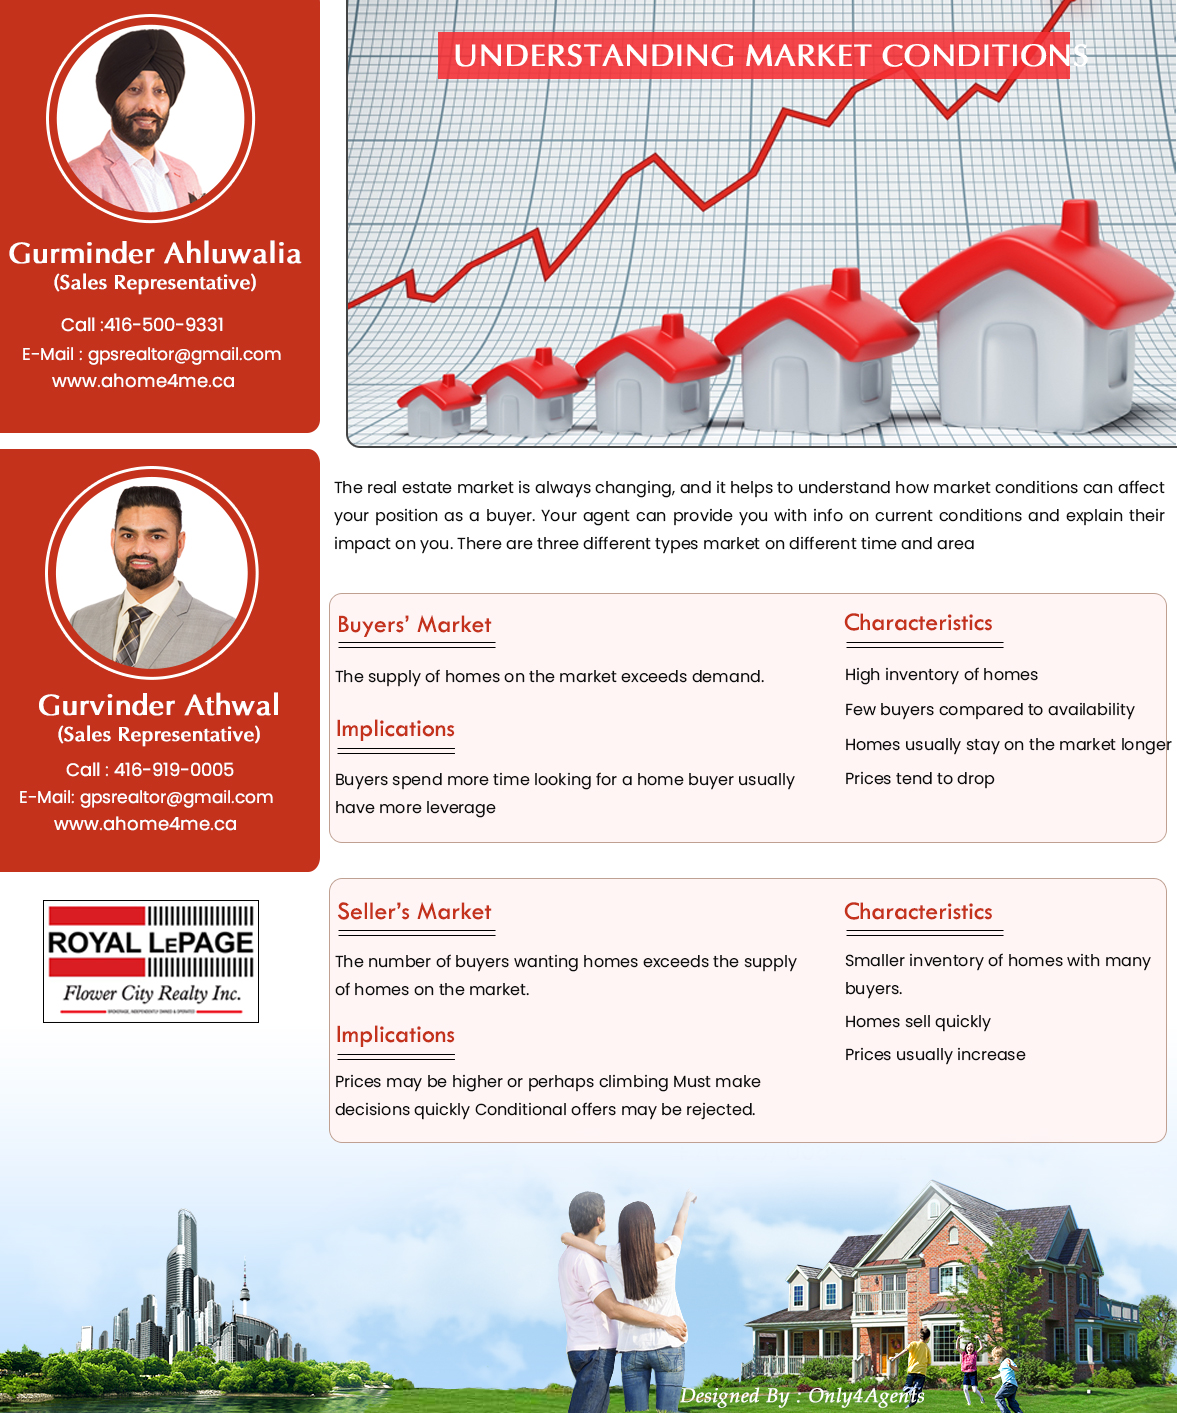 Gurminder Ahluwalia
(Sales Representative)
Call :416-500-9331
E-Mail : gpsrealtor@gmail.com
www.ahome4me.ca
Gurvinder Athwal
(Sales Representative)
Call : 416-919-0005
E-Mail: gpsrealtor@gmail.com
www.ahome4me.ca
ROYAL LEPAGE
Flower City Realty Inc.
BROKERAGE, INDEPENDENTLY OWNED & OPERATED
UNDERSTANDING MARKET CONDITIONS
The real estate market is always changing, and it helps to understand how market conditions can affect
your position as a buyer. Your agent can provide you with info on current conditions and explain their
impact on you. There are three different types market on different time and area
Buyers' Market
The supply of homes on the market exceeds demand.
Implications
Buyers spend more time looking for a home buyer usually
have more leverage
Characteristics
High inventory of homes
Few buyers compared to availability
Homes usually stay on the market longer
Prices tend to drop
Seller's Market
The number of buyers wanting homes exceeds the supply
of homes on the market.
Implications
Prices may be higher or perhaps climbing Must make
decisions quickly Conditional offers may be rejected.
Characteristics
Smaller inventory of homes with many
buyers.
Homes sell quickly
Prices usually increase
Designed By : Only4Agents